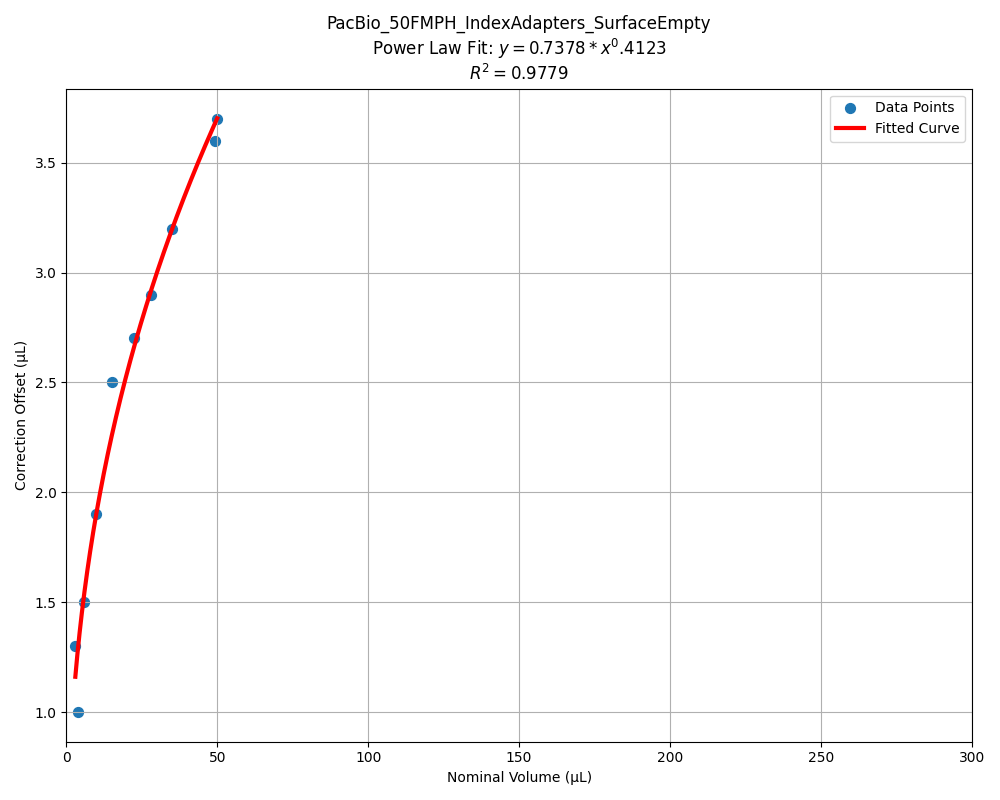 PacBio_50FMPH_IndexAdapters_SurfaceEmpty
Power Law Fit: y = 0.7378 * x⁰.4123
R² = 0.9779
Data Points
Fitted Curve
3.5
3.0
2.5
2.0
1.5
1.0
Correction Offset (µL)
0 50 100 150 200 250 300
Nominal Volume (µL)